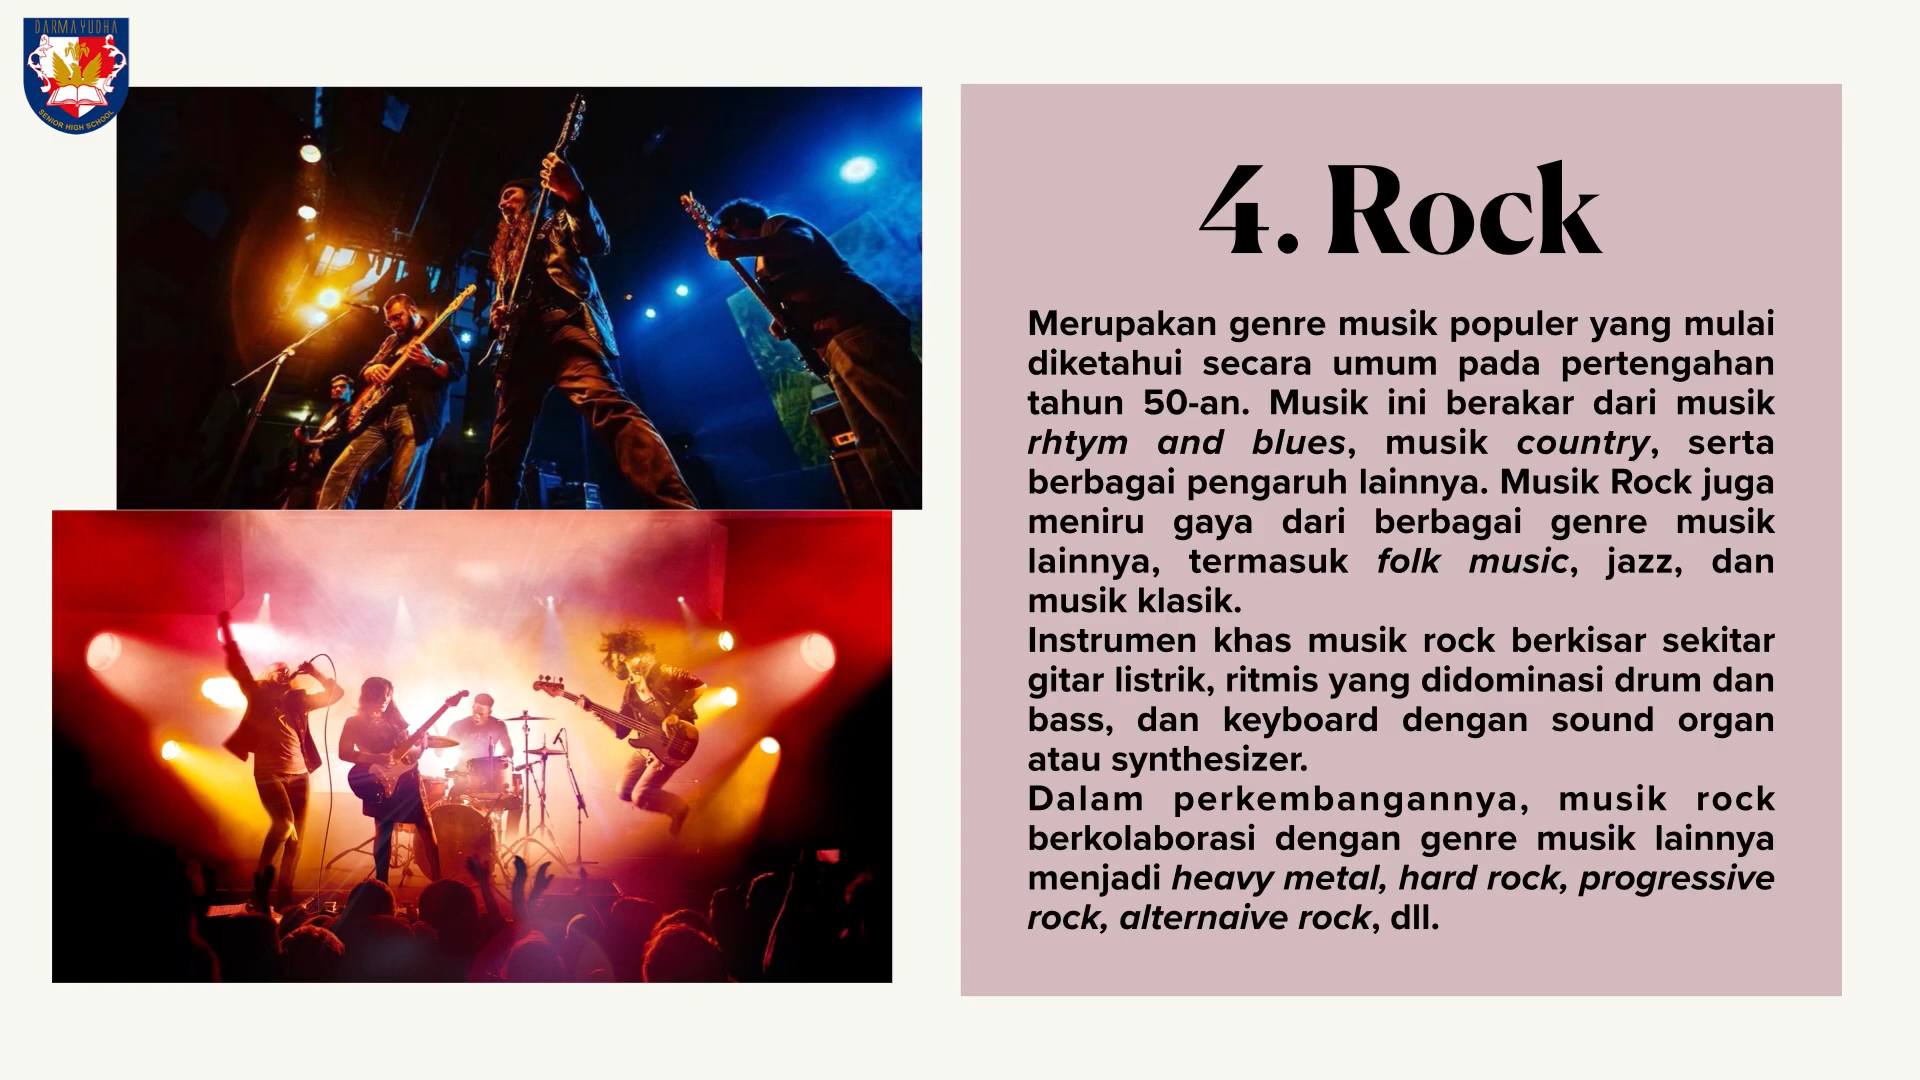 DARMA YUDHA
SENIOR HIGH SCHOOL
4. Rock
Merupakan genre musik populer yang mulai
diketahui secara umum pada pertengahan
tahun 50-an. Musik ini berakar dari musik
rhtym and blues, musik country, serta
berbagai pengaruh lainnya. Musik Rock juga
meniru gaya dari berbagai genre musik
lainnya, termasuk folk music, jazz, dan
musik klasik.
Instrumen khas musik rock berkisar sekitar
gitar listrik, ritmis yang didominasi drum dan
bass, dan keyboard dengan sound organ
atau synthesizer.
Dalam perkembangannya, musik rock
berkolaborasi dengan genre musik lainnya
menjadi heavy metal, hard rock, progressive
rock, alternaive rock, dll.